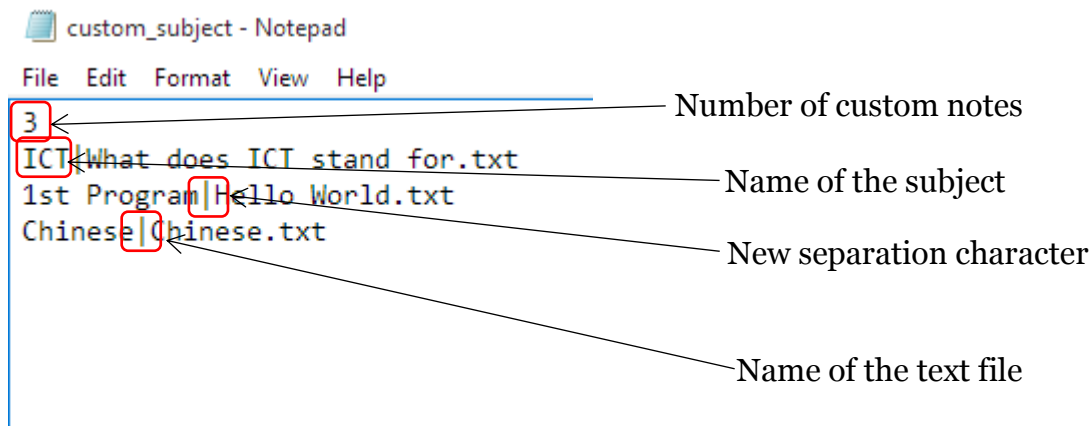 custom_subject - Notepad
File Edit Format View Help
3
ICT|What does ICT stand for.txt
1st Program|Hello World.txt
Chinese|Chinese.txt
Number of custom notes
Name of the subject
New separation character
Name of the text file